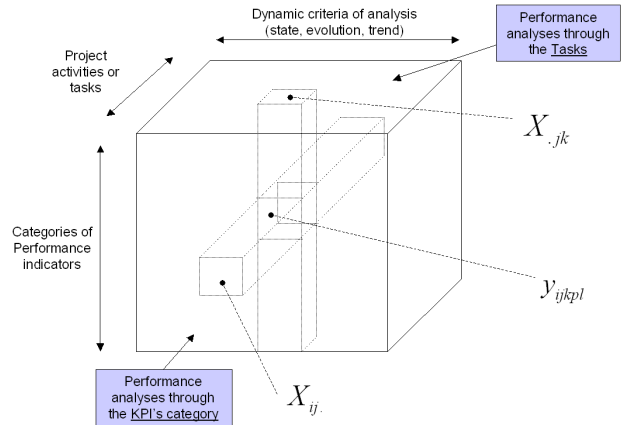 Dynamic criteria of analysis
(state, evolution, trend)
Performance
analyses through
the Tasks
Project
activities or
tasks
X.jk
Categories of
Performance
indicators
yijkpl
Performance
analyses through
the KPI's category
Xij.